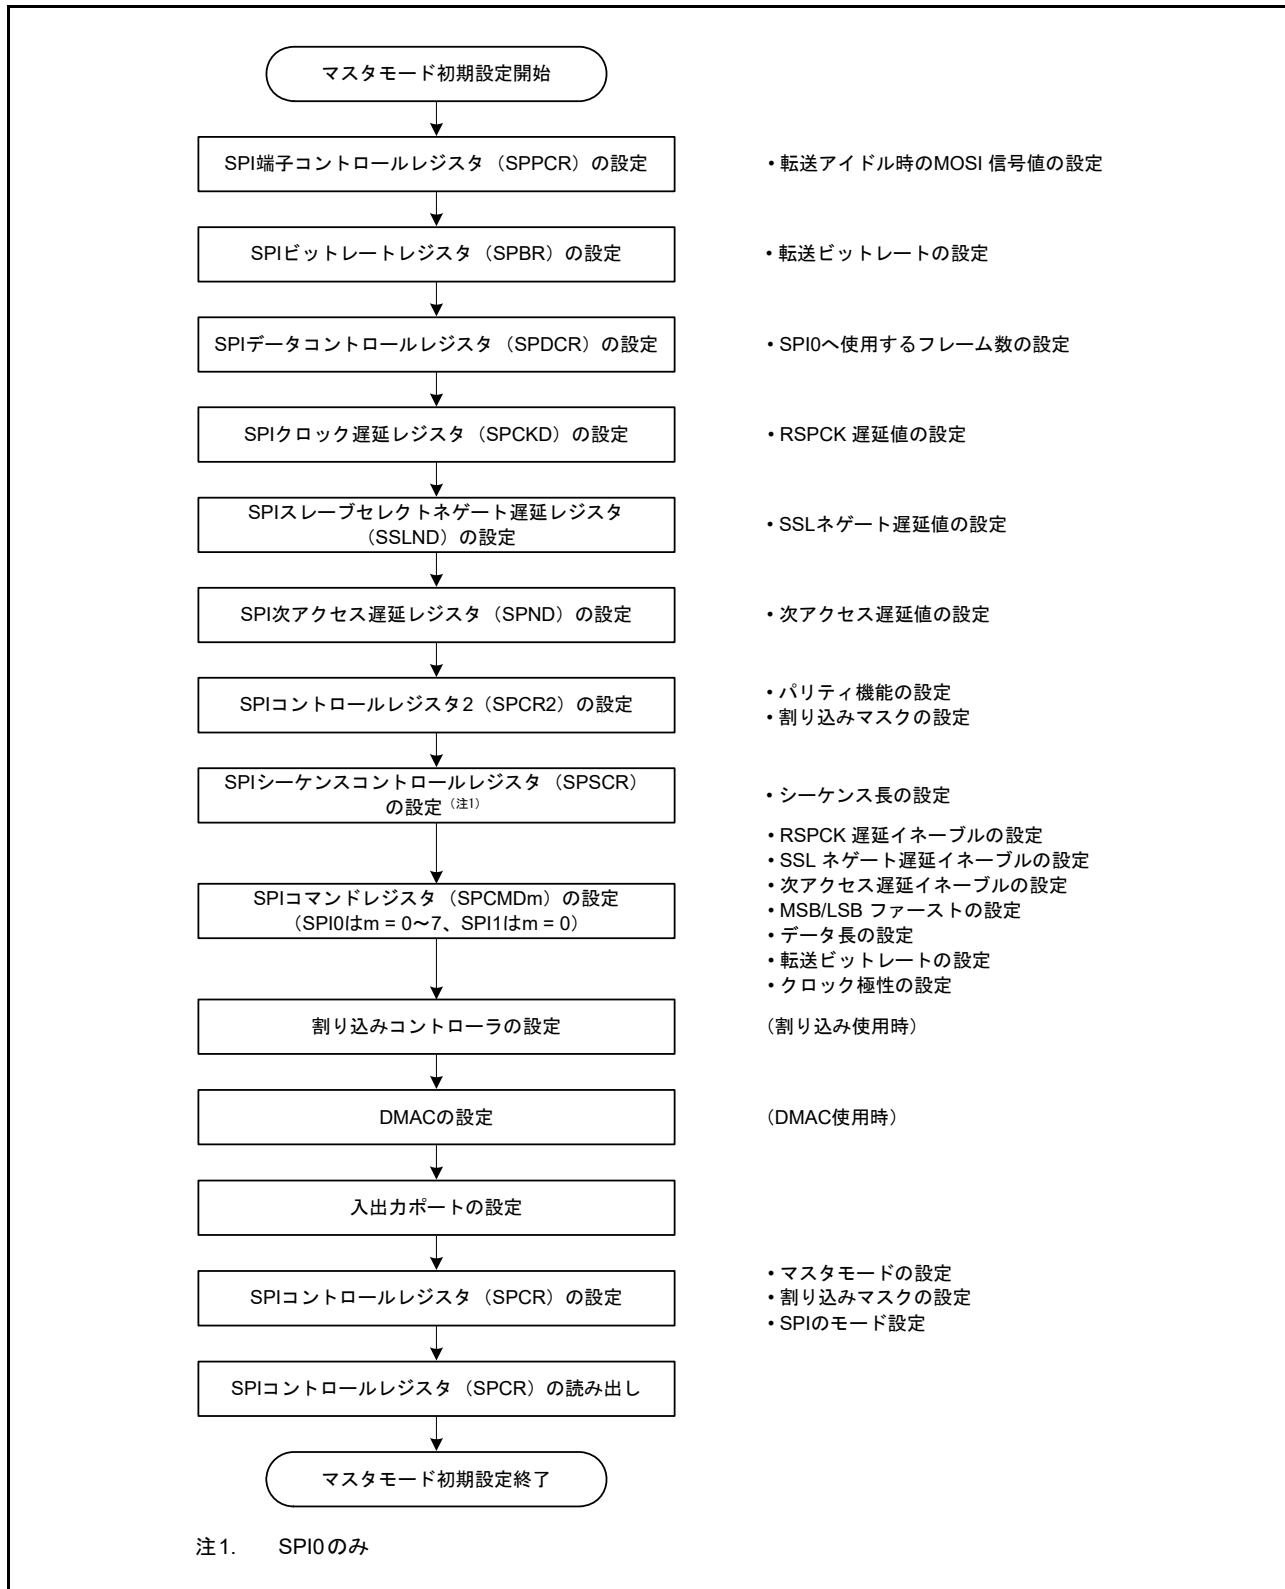 マスタモード初期設定開始
SPI端子コントロールレジスタ（SPPCR）の設定
• 転送アイドル時のMOSI 信号値の設定
SPIビットレートレジスタ（SPBR）の設定
• 転送ビットレートの設定
SPIデータコントロールレジスタ（SPDCR）の設定
• SPI0へ使用するフレーム数の設定
SPIクロック遅延レジスタ（SPCKD）の設定
• RSPCK 遅延値の設定
SPIスレーブセレクトネゲート遅延レジスタ
（SSLND）の設定
• SSLネゲート遅延値の設定
SPI次アクセス遅延レジスタ（SPND）の設定
• 次アクセス遅延値の設定
SPIコントロールレジスタ2（SPCR2）の設定
• パリティ機能の設定
• 割り込みマスクの設定
SPIシーケンスコントロールレジスタ（SPSCR）
の設定（注1）
• シーケンス長の設定
SPIコマンドレジスタ（SPCMDm）の設定
（SPI0はm = 0～7、SPI1はm = 0）
• RSPCK 遅延イネーブルの設定
• SSL ネゲート遅延イネーブルの設定
• 次アクセス遅延イネーブルの設定
• MSB/LSB ファーストの設定
• データ長の設定
• 転送ビットレートの設定
• クロック極性の設定
割り込みコントローラの設定
（割り込み使用時）
DMACの設定
（DMAC使用時）
入出力ポートの設定
SPIコントロールレジスタ（SPCR）の設定
• マスタモードの設定
• 割り込みマスクの設定
• SPIのモード設定
SPIコントロールレジスタ（SPCR）の読み出し
マスタモード初期設定終了
注1. SPI0のみ